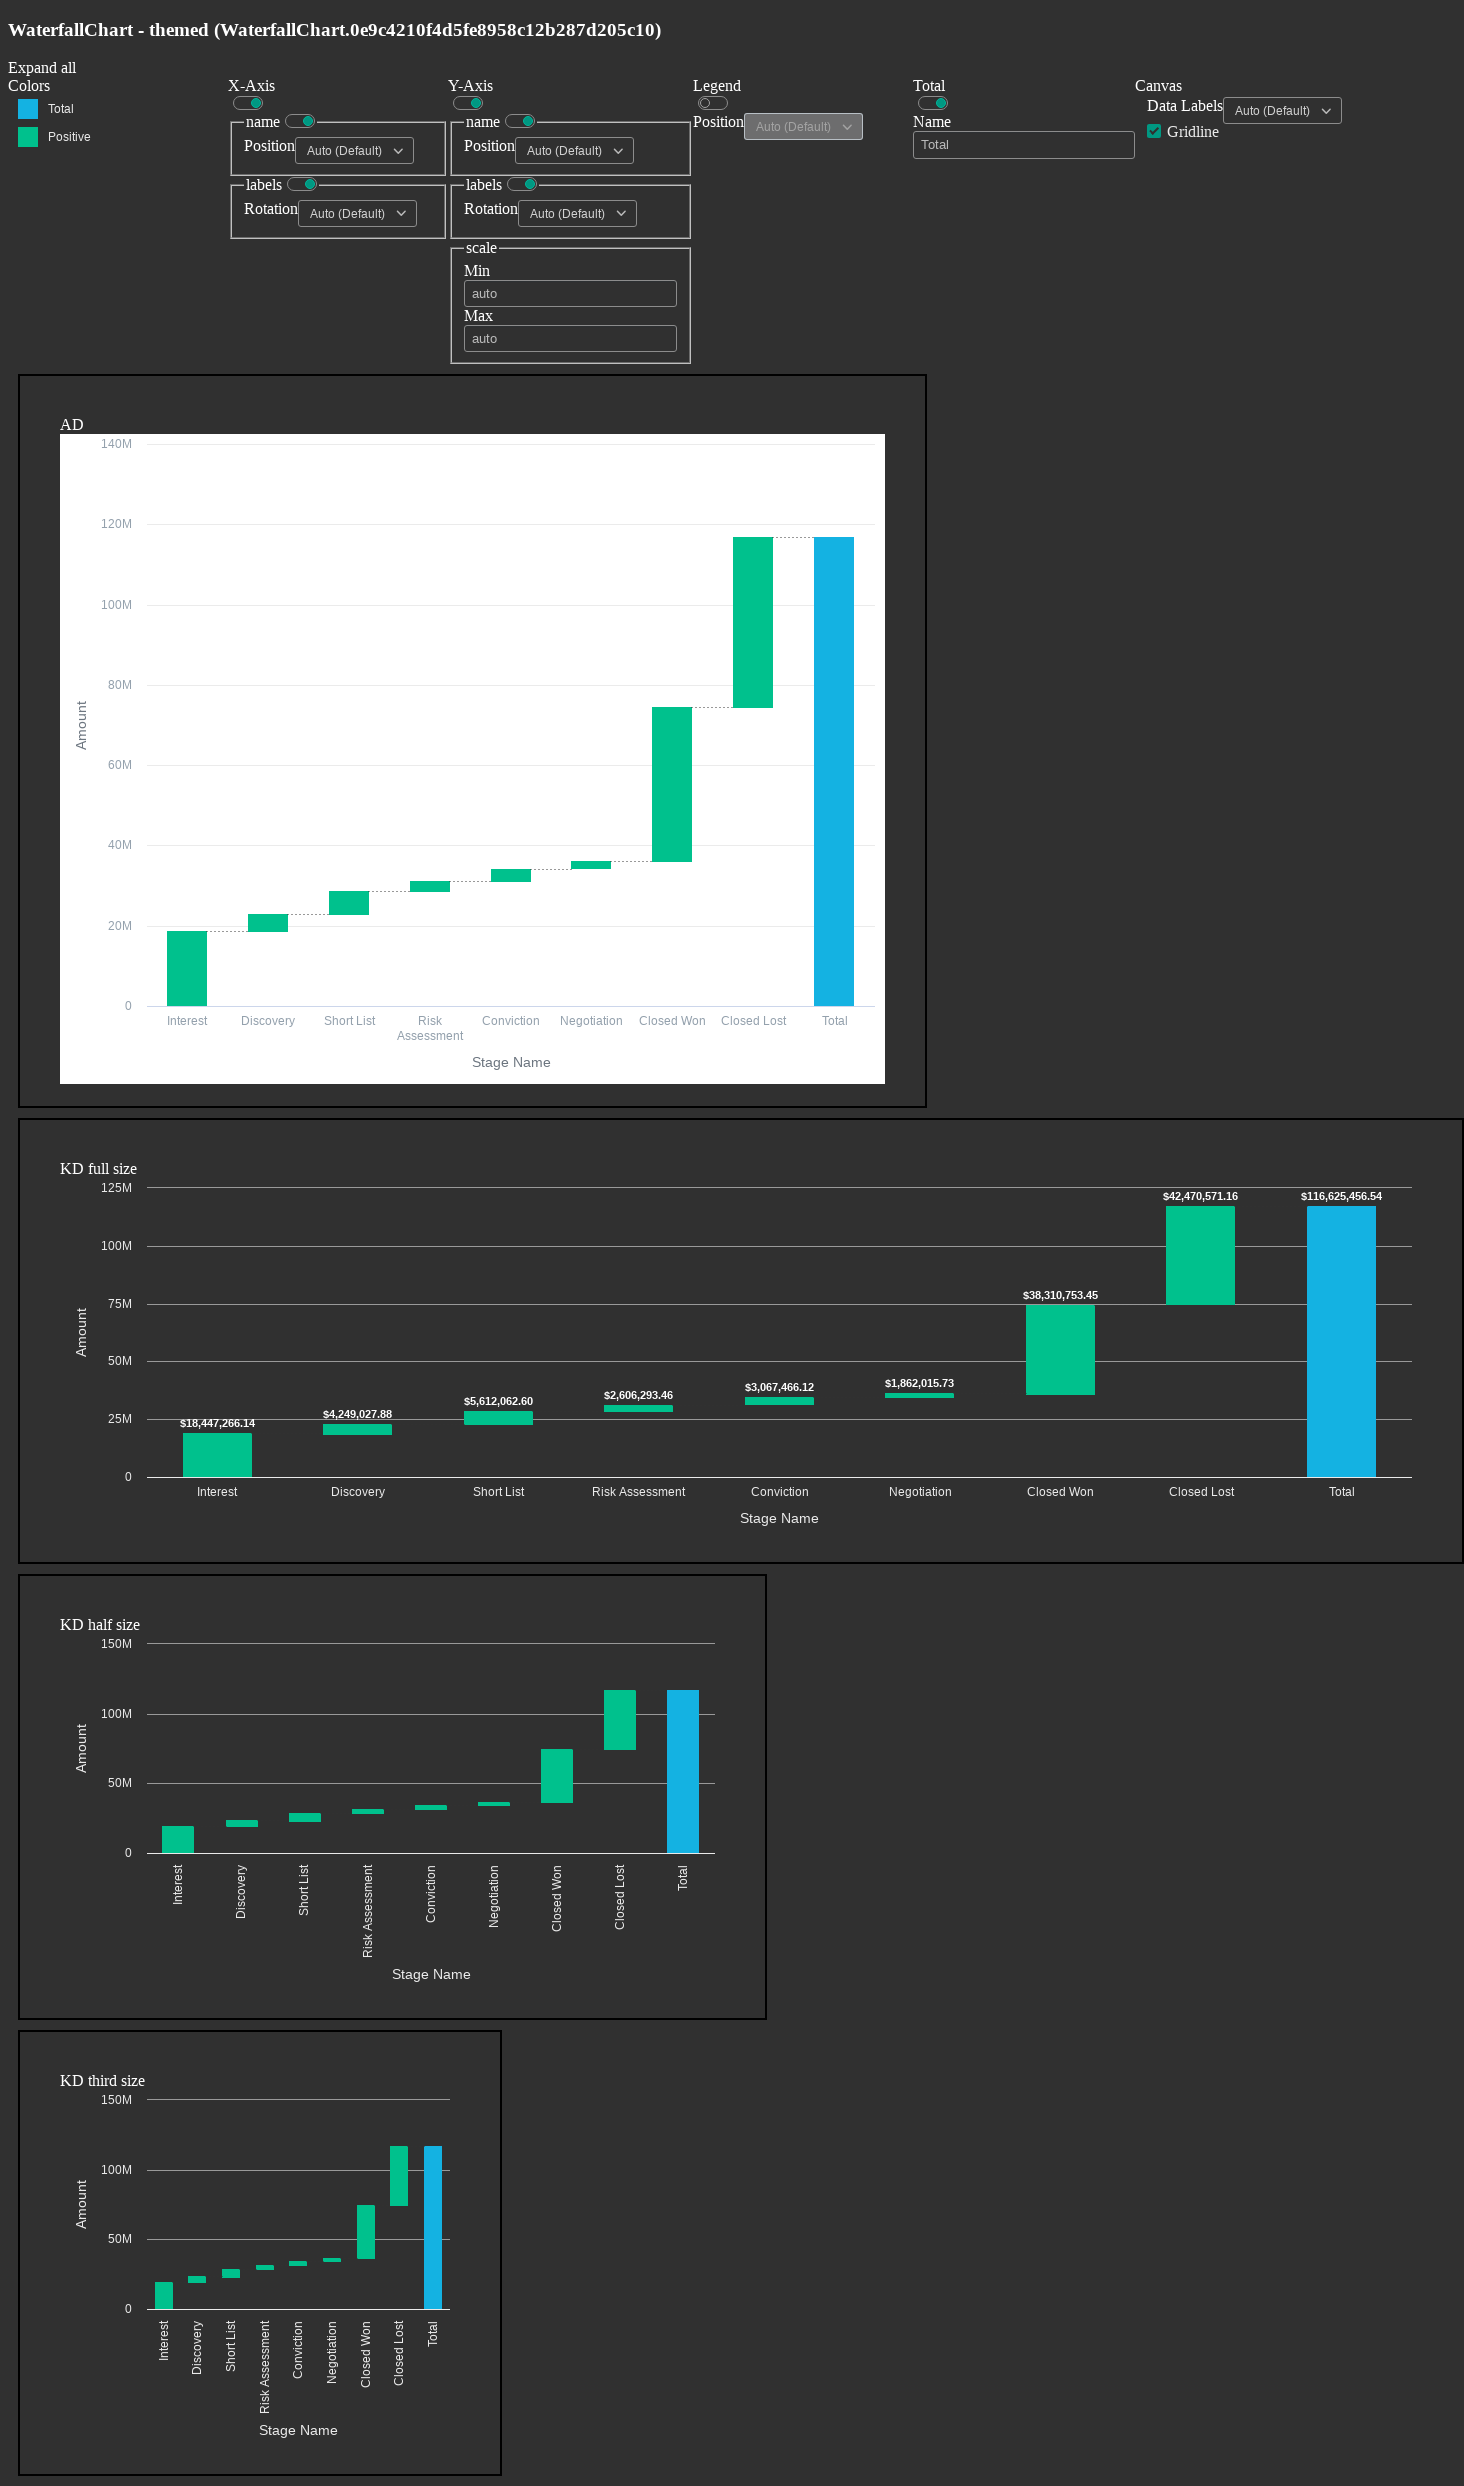 WaterfallChart - themed (WaterfallChart.0e9c4210f4d5fe8958c12b287d205c10)
Expand all
Colors
Total
Positive
X-Axis
name
Position Auto (Default)
labels
Rotation Auto (Default)
Y-Axis
name
Position Auto (Default)
labels
Rotation Auto (Default)
scale
Min
auto
Max
auto
Legend
Position Auto (Default)
Total
Name
Total
Canvas
Data Labels Auto (Default)
Gridline
AD
140M
120M
100M
80M
60M
40M
20M
0
Amount
Interest Discovery Short List Risk Assessment Conviction Negotiation Closed Won Closed Lost Total
Stage Name
KD full size
125M
100M
75M
50M
25M
0
Amount
$18,447,266.14 $4,249,027.88 $5,612,062.60 $2,606,293.46 $3,067,466.12 $1,862,015.73 $38,310,753.45 $42,470,571.16 $116,625,456.54
Interest Discovery Short List Risk Assessment Conviction Negotiation Closed Won Closed Lost Total
Stage Name
KD half size
150M
100M
50M
0
Amount
Interest Discovery Short List Risk Assessment Conviction Negotiation Closed Won Closed Lost Total
Stage Name
KD third size
150M
100M
50M
0
Amount
Interest Discovery Short List Risk Assessment Conviction Negotiation Closed Won Closed Lost Total
Stage Name